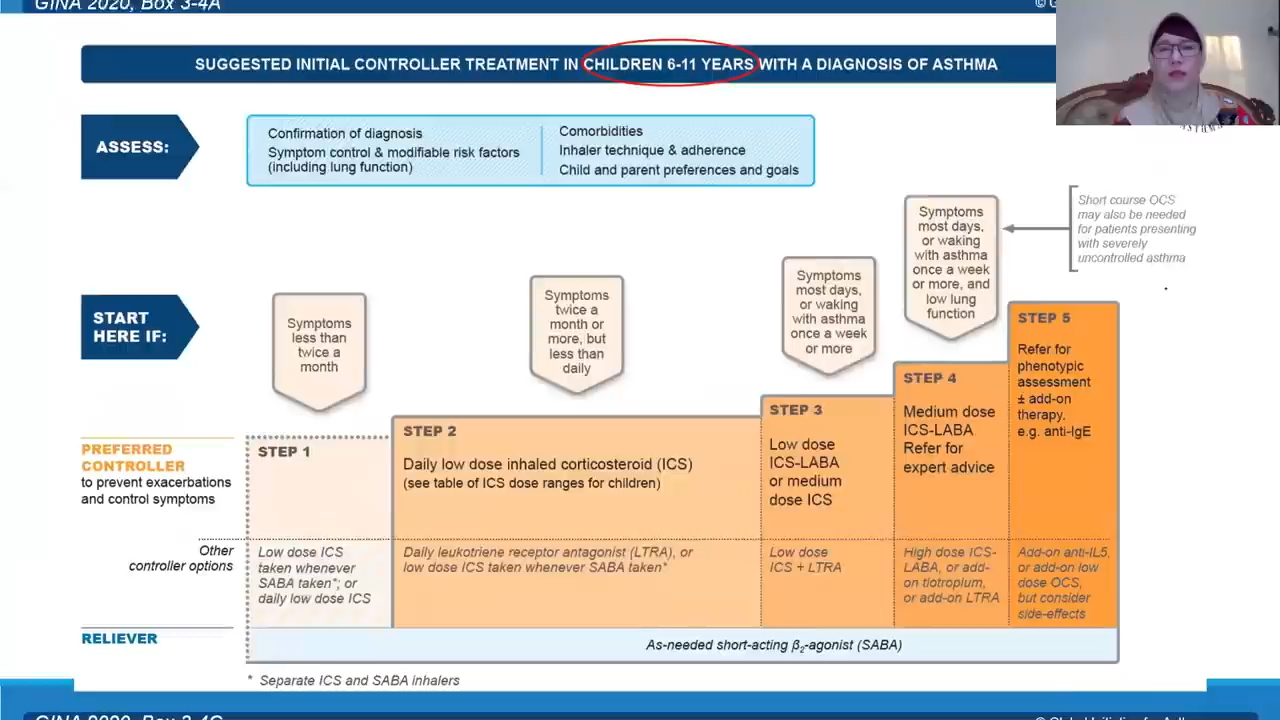 GINA 2020, Box 3-4A
© G
SUGGESTED INITIAL CONTROLLER TREATMENT IN CHILDREN 6-11 YEARS WITH A DIAGNOSIS OF ASTHMA
ASTHMA
ASSESS:
Confirmation of diagnosis
Symptom control & modifiable risk factors
(including lung function)
Comorbidities
Inhaler technique & adherence
Child and parent preferences and goals
Short course OCS
may also be needed
for patients presenting
with severely
uncontrolled asthma
START
HERE IF:
Symptoms
less than
twice a
month
Symptoms
twice a
month or
more, but
less than
daily
Symptoms
most days,
or waking
with asthma
once a week
or more
Symptoms
most days,
or waking
with asthma
once a week
or more, and
low lung
function
PREFERRED
CONTROLLER
to prevent exacerbations
and control symptoms
STEP 1
STEP 2
Daily low dose inhaled corticosteroid (ICS)
(see table of ICS dose ranges for children)
STEP 3
Low dose
ICS-LABA
or medium
dose ICS
STEP 4
Medium dose
ICS-LABA
Refer for
expert advice
STEP 5
Refer for
phenotypic
assessment
± add-on
therapy,
e.g. anti-IgE
Other
controller options
Low dose ICS
taken whenever
SABA taken*; or
daily low dose ICS
Daily leukotriene receptor antagonist (LTRA), or
low dose ICS taken whenever SABA taken*
Low dose
ICS + LTRA
High dose ICS-
LABA, or add-
on tiotropium,
or add-on LTRA
Add-on anti-IL5,
or add-on low
dose OCS,
but consider
side-effects
RELIEVER
As-needed short-acting β2-agonist (SABA)
* Separate ICS and SABA inhalers
GINA 2020, Box 3-4C
© Global Initiative for Asth